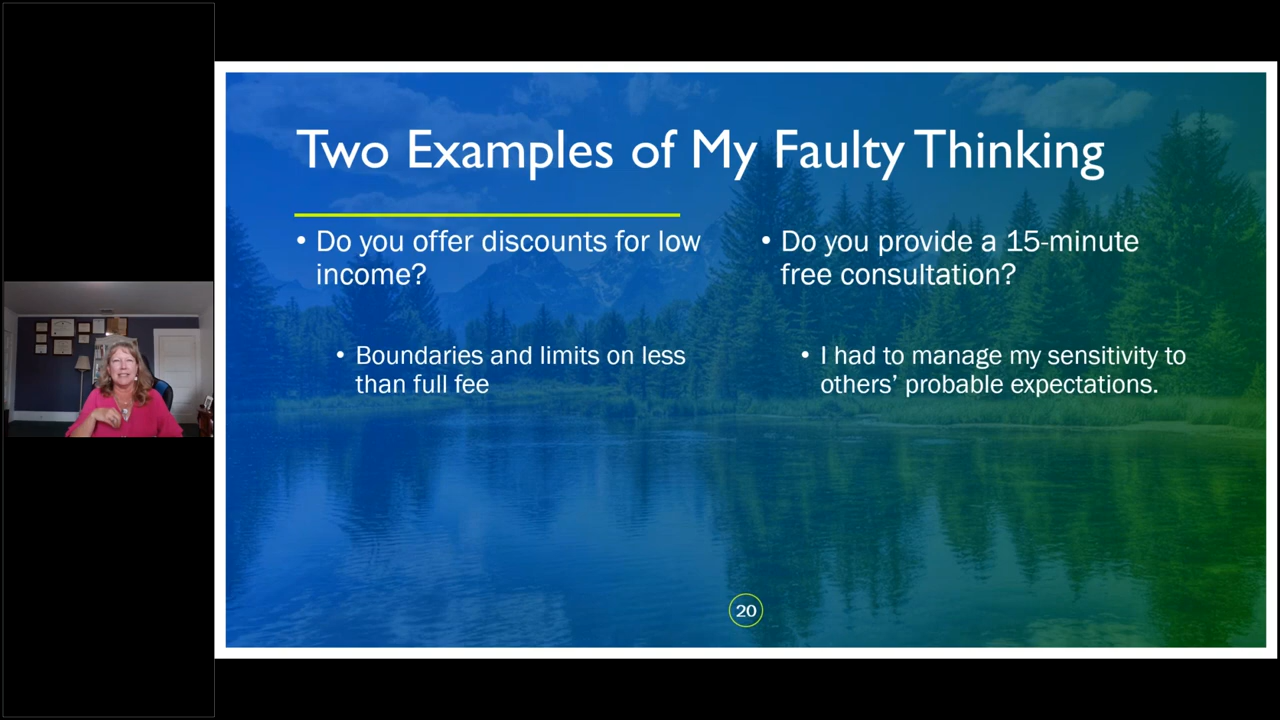 Two Examples of My Faulty Thinking
• Do you offer discounts for low
income?
• Boundaries and limits on less
than full fee
• Do you provide a 15-minute
free consultation?
• I had to manage my sensitivity to
others’ probable expectations.
20